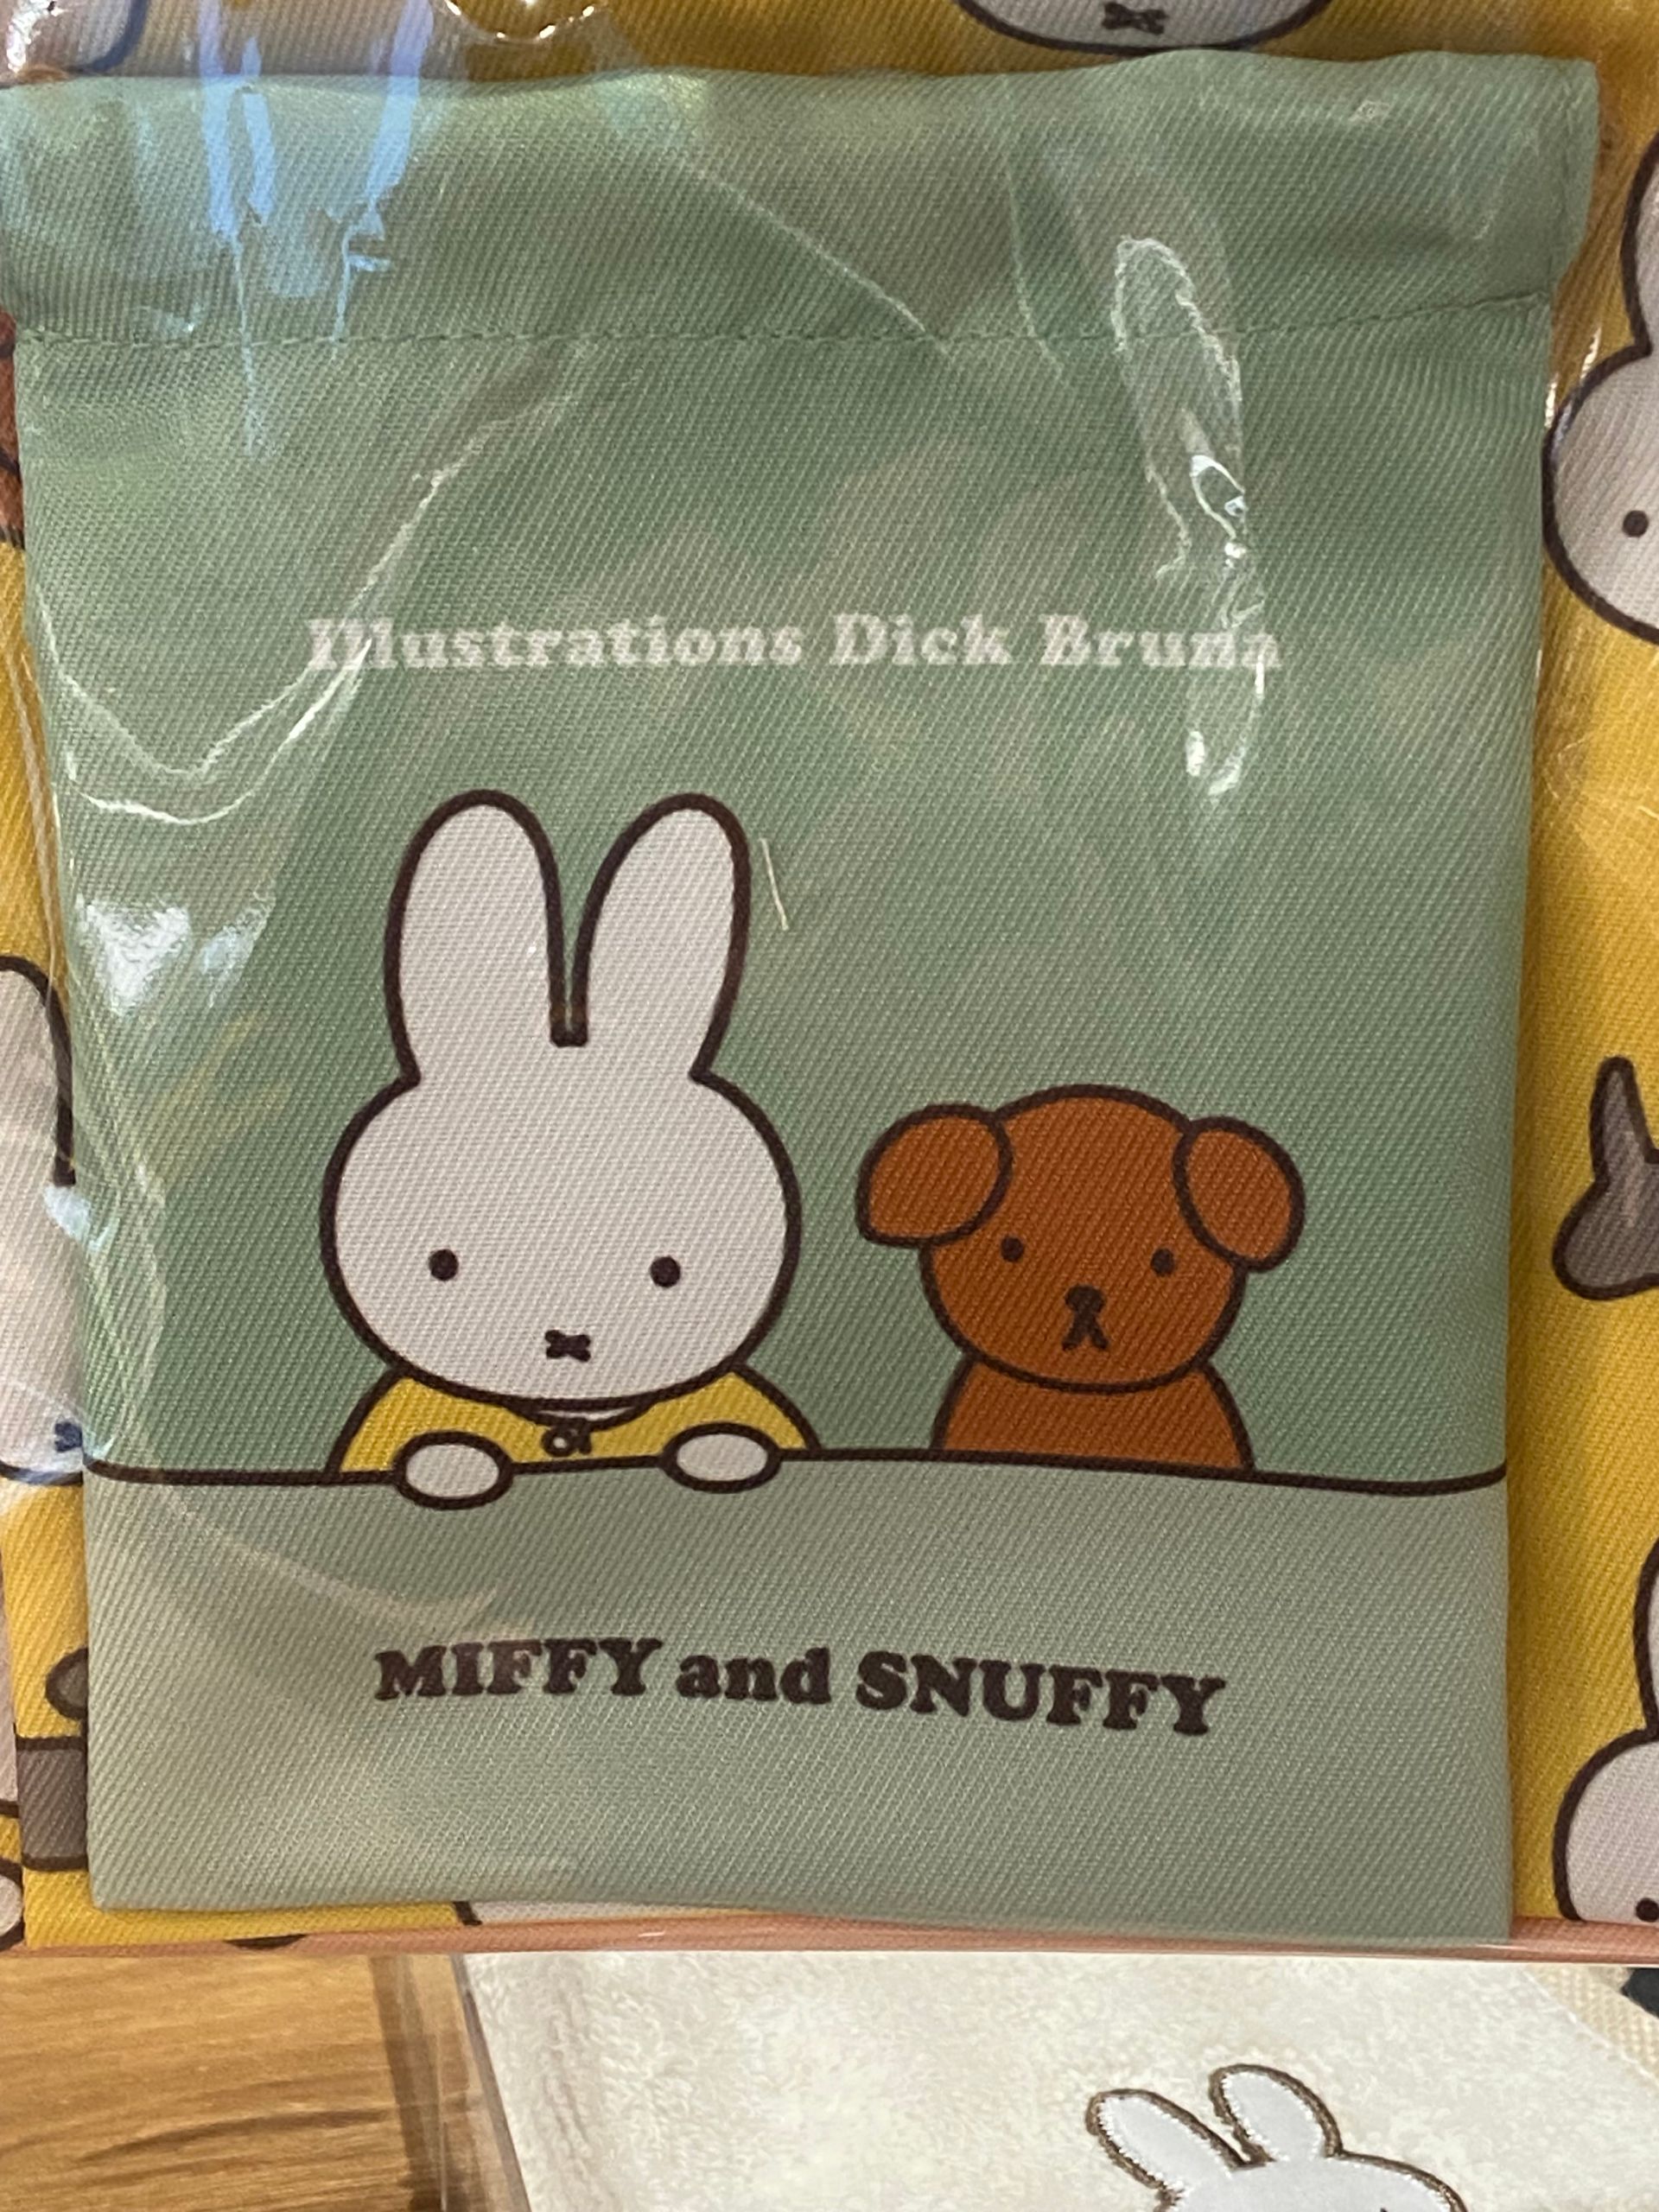 Illustrations Dick Bruna
MIFFY and SNUFFY